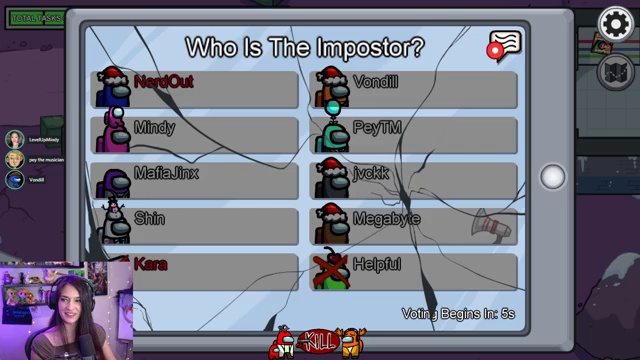 TOTAL TASKS
Who Is The Impostor?
NerdOut
Vondill
Mindy
PeyTM
MafiaJinx
jvckk
Shin
Megabyte
Kara
Helpful
LevelUpMindy
pey the musician
Vondill
Voting Begins In: 5s
KILL